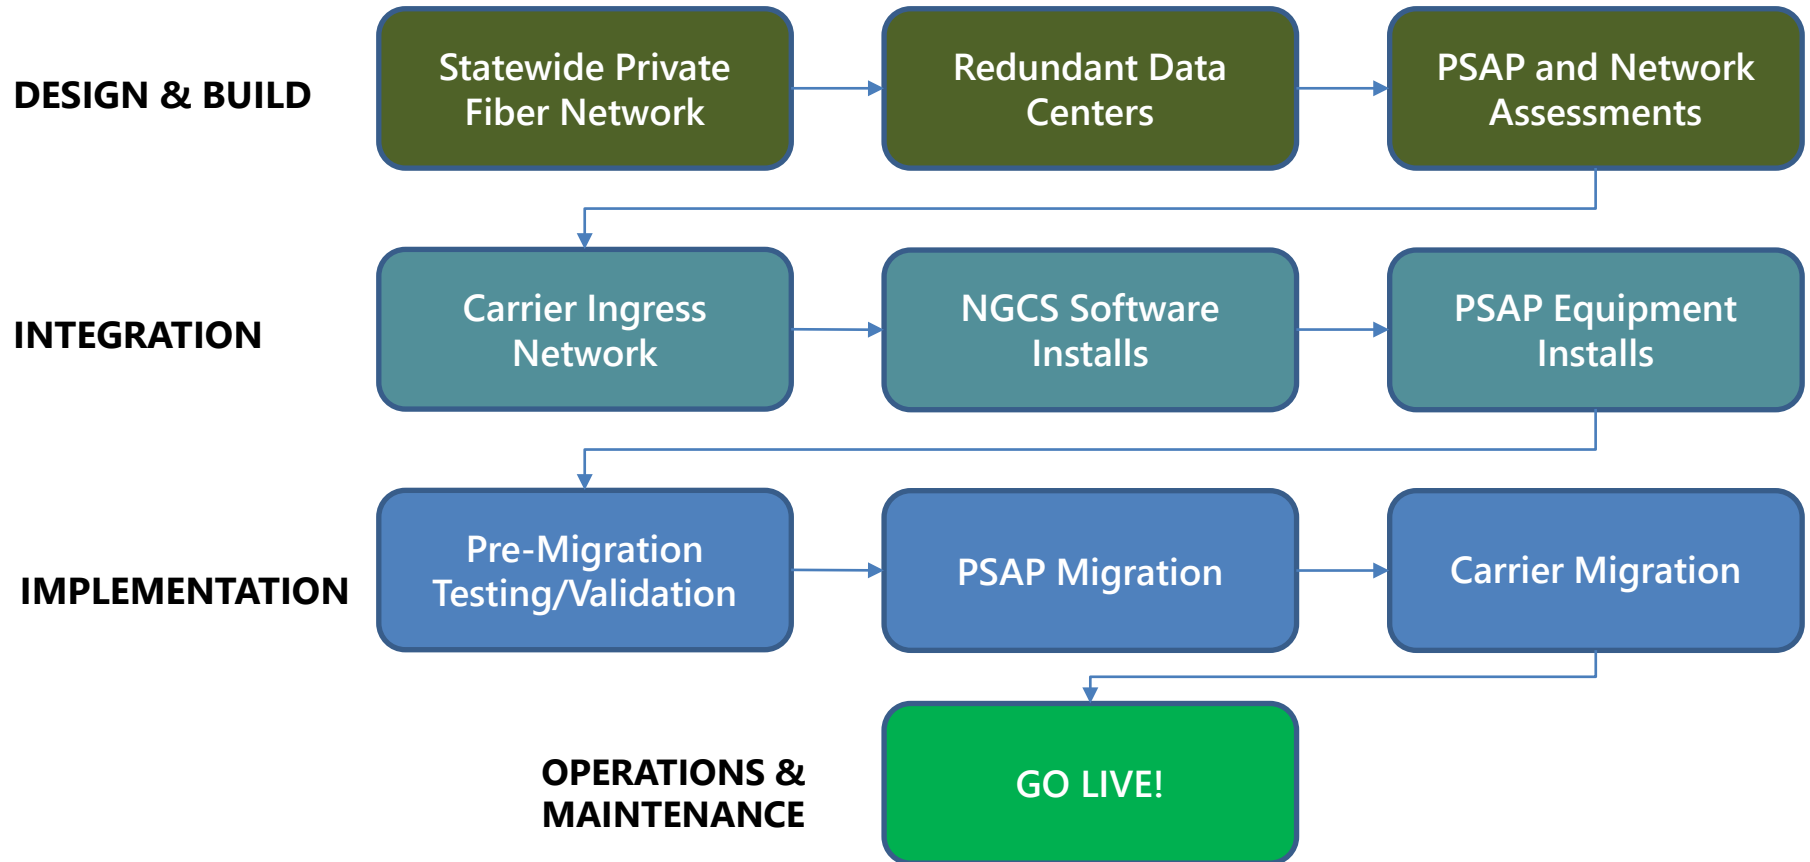 DESIGN & BUILD
Statewide Private
Fiber Network
Redundant Data
Centers
PSAP and Network
Assessments
INTEGRATION
Carrier Ingress
Network
NGCS Software
Installs
PSAP Equipment
Installs
IMPLEMENTATION
Pre-Migration
Testing/Validation
PSAP Migration
Carrier Migration
OPERATIONS &
MAINTENANCE
GO LIVE!